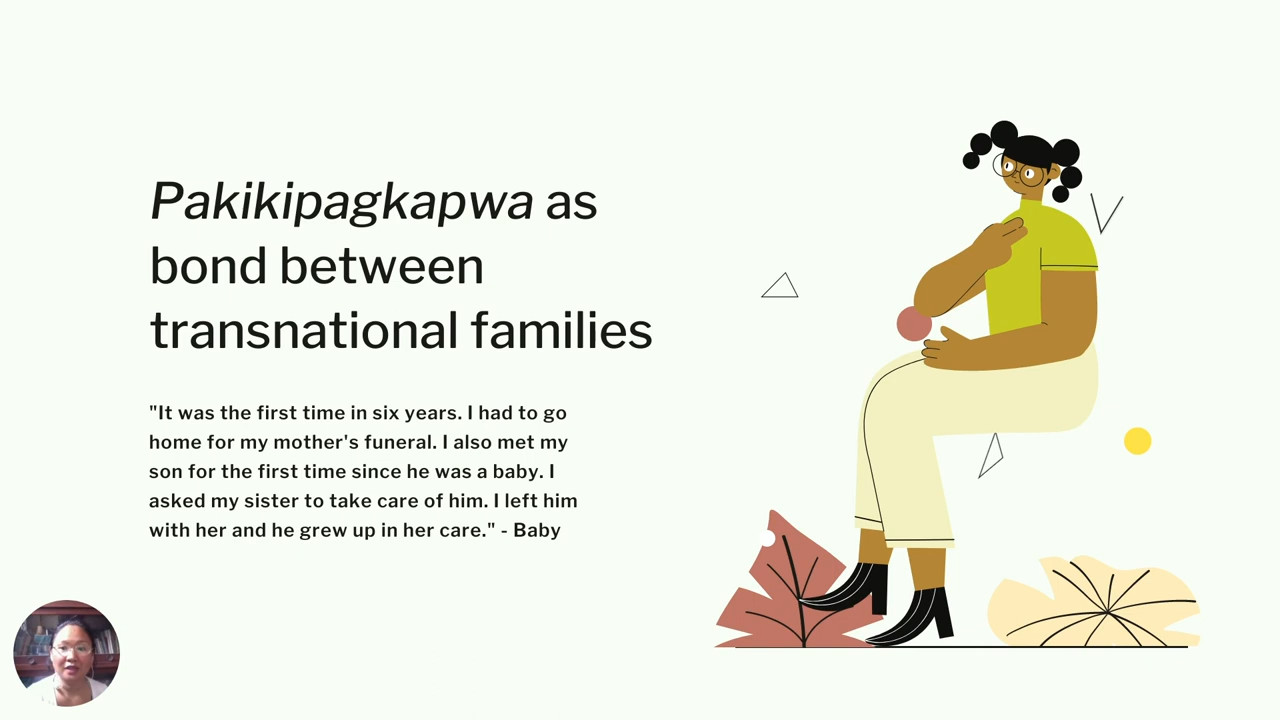 Pakikipagkapwa as
bond between
transnational families
"It was the first time in six years. I had to go
home for my mother's funeral. I also met my
son for the first time since he was a baby. I
asked my sister to take care of him. I left him
with her and he grew up in her care." - Baby